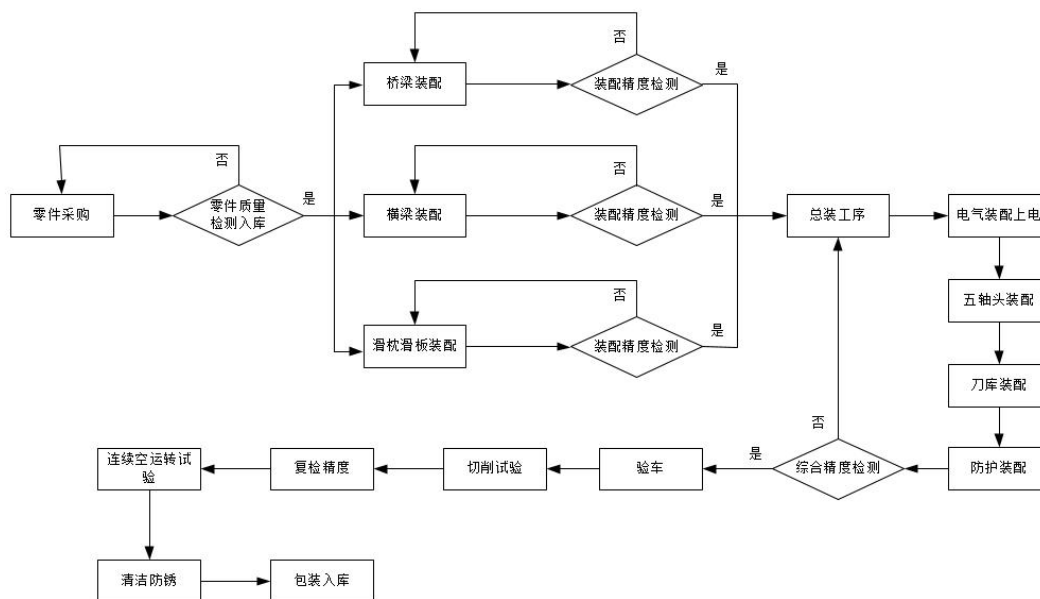 否
桥梁装配
装配精度检测
是
否
零件采购
零件质量
检测入库
是
否
横梁装配
装配精度检测
是
总装工序
电气装配上电
否
滑枕滑板装配
装配精度检测
是
五轴头装配
刀库装配
防护装配
否
综合精度检测
是
验车
切削试验
复检精度
连续空运转试
验
清洁防锈
包装入库